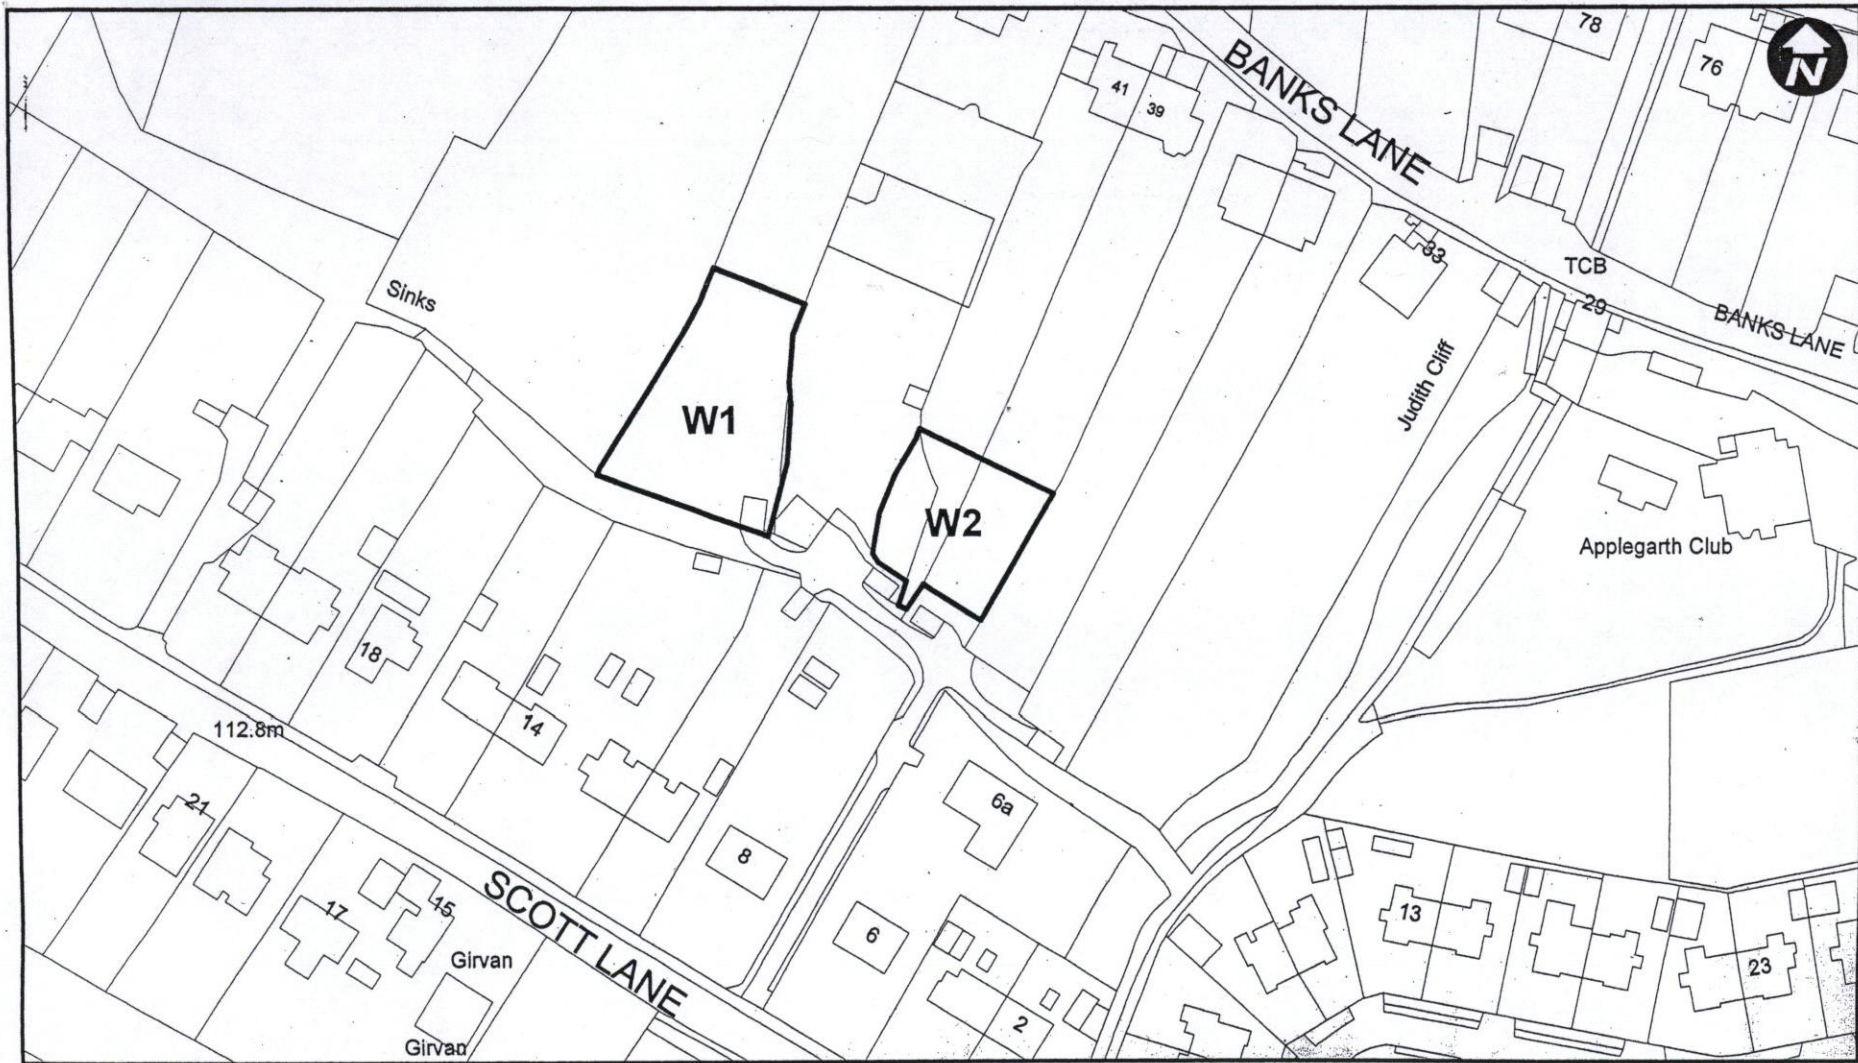 78
BANKS LANE
76
N
41
39
33
TCB
Sinks
29
BANKS LANE
Judith Cliff
W1
W2
Applegarth Club
18
14
112.8m
21
6a
8
SCOTT LANE
17
15
6
13
Girvan
23
2
Girvan